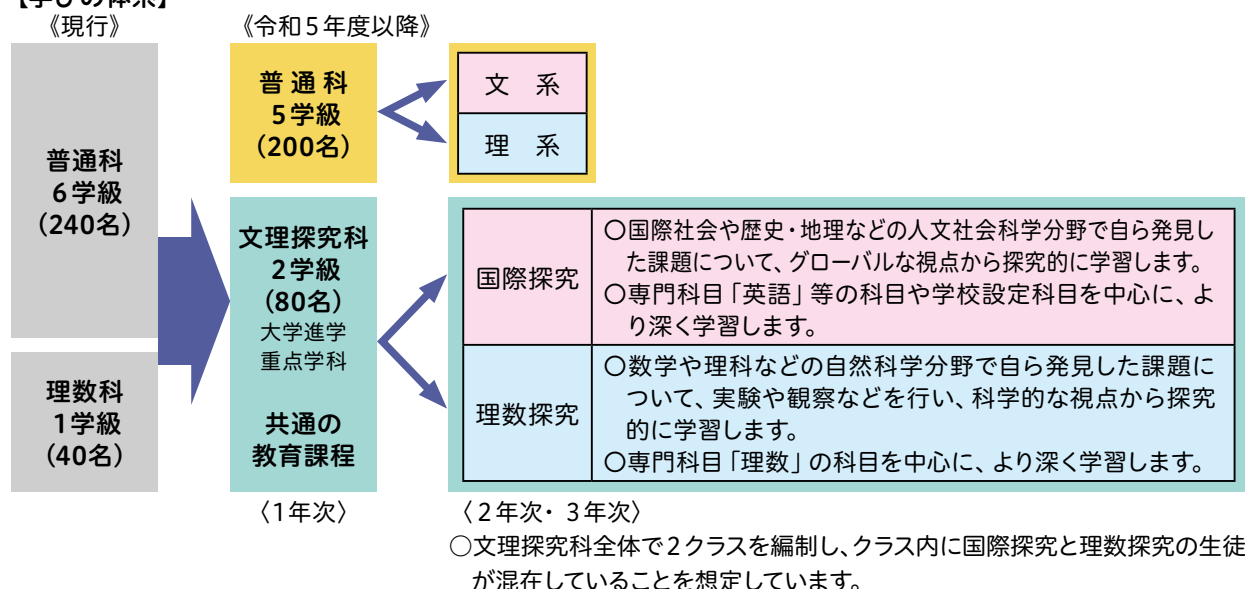 【学びの体系】
《現行》
《令和5年度以降》
普通科
6学級
(240名)
理数科
1学級
(40名)
普通科
5学級
(200名)
文 系
理 系
文理探究科
2学級
(80名)
大学進学
重点学科
共通の
教育課程
国際探究
○国際社会や歴史・地理などの人文社会科学分野で自ら発見し
た課題について、グローバルな視点から探究的に学習します。
○専門科目「英語」等の科目や学校設定科目を中心に、よ
り深く学習します。
理数探究
○数学や理科などの自然科学分野で自ら発見した課題に
ついて、実験や観察などを行い、科学的な視点から探究
的に学習します。
○専門科目「理数」の科目を中心に、より深く学習します。
〈1年次〉
〈2年次・3年次〉
○文理探究科全体で2クラスを編制し、クラス内に国際探究と理数探究の生徒
が混在していることを想定しています。